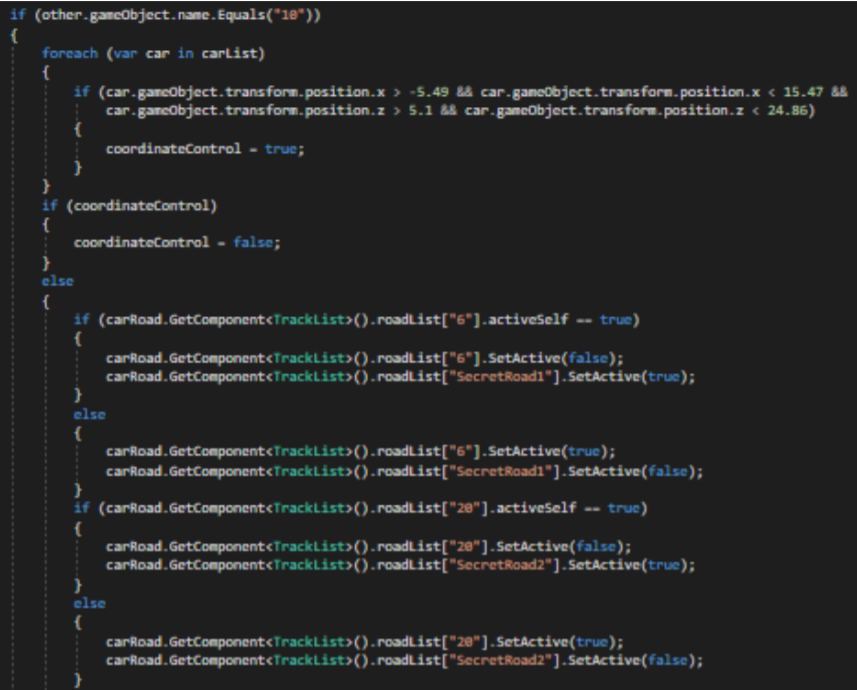 if (other.gameObject.name.Equals("10"))
{
foreach (var car in carList)
{
if (car.gameObject.transform.position.x > -5.49 && car.gameObject.transform.position.x < 15.47 &&
car.gameObject.transform.position.z > 5.1 && car.gameObject.transform.position.z < 24.86)
{
coordinateControl = true;
}
}
if (coordinateControl)
{
coordinateControl = false;
}
else
{
if (carRoad.GetComponent<TrackList>().roadList["6"].activeSelf == true)
{
carRoad.GetComponent<TrackList>().roadList["6"].SetActive(false);
carRoad.GetComponent<TrackList>().roadList["SecretRoad1"].SetActive(true);
}
else
{
carRoad.GetComponent<TrackList>().roadList["6"].SetActive(true);
carRoad.GetComponent<TrackList>().roadList["SecretRoad1"].SetActive(false);
}
if (carRoad.GetComponent<TrackList>().roadList["20"].activeSelf == true)
{
carRoad.GetComponent<TrackList>().roadList["20"].SetActive(false);
carRoad.GetComponent<TrackList>().roadList["SecretRoad2"].SetActive(true);
}
else
{
carRoad.GetComponent<TrackList>().roadList["20"].SetActive(true);
carRoad.GetComponent<TrackList>().roadList["SecretRoad2"].SetActive(false);
}